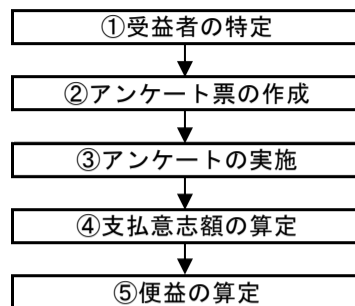 ①受益者の特定
②アンケート票の作成
③アンケートの実施
④支払意志額の算定
⑤便益の算定